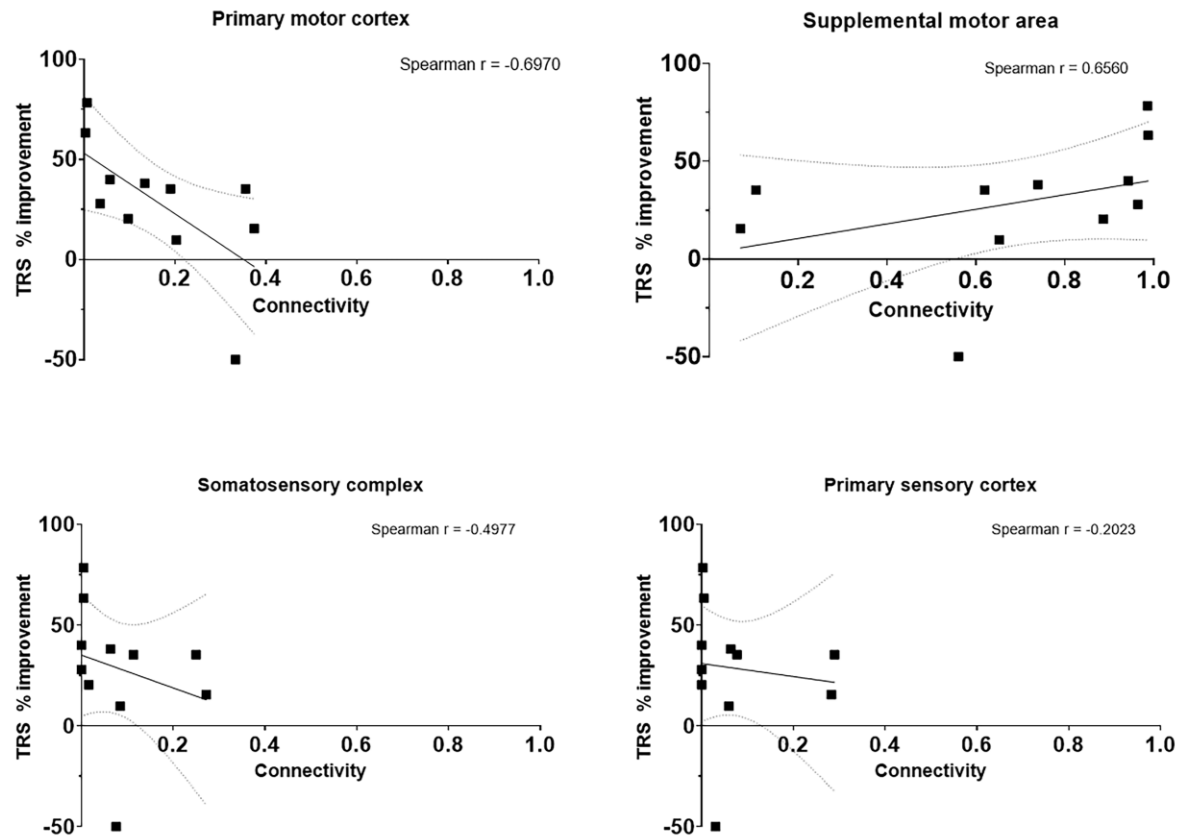 Primary motor cortex
Spearman r = -0.6970
TRS % improvement
100
50
0
-50
0.2 0.4 0.6 0.8 1.0
Connectivity
Supplemental motor area
Spearman r = 0.6560
TRS % improvement
100
50
0
-50
0.2 0.4 0.6 0.8 1.0
Connectivity
Somatosensory complex
Spearman r = -0.4977
TRS % improvement
100
50
0
-50
0.2 0.4 0.6 0.8 1.0
Connectivity
Primary sensory cortex
Spearman r = -0.2023
TRS % improvement
100
50
0
-50
0.2 0.4 0.6 0.8 1.0
Connectivity